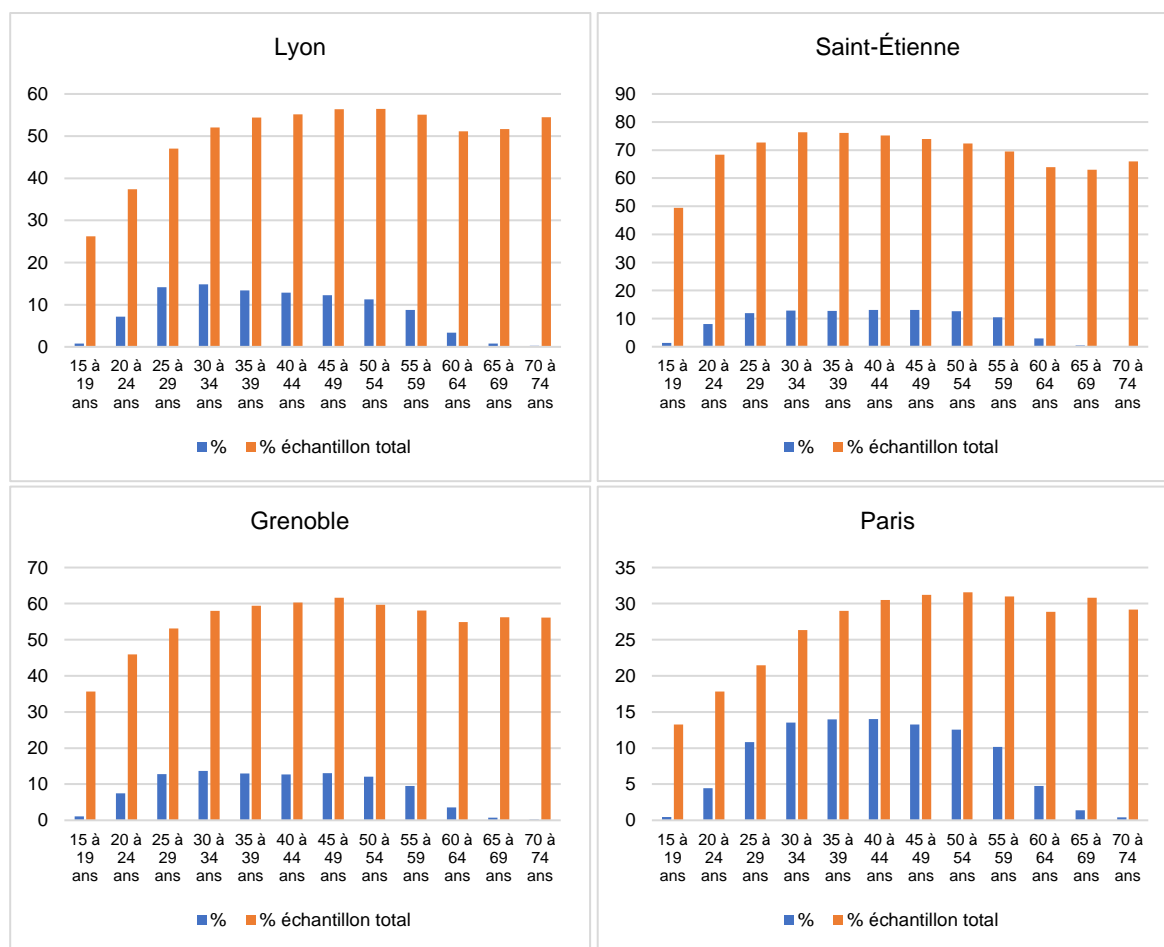 Lyon
60
50
40
30
20
10
0
15 à 20 à 25 à 30 à 35 à 40 à 45 à 50 à 55 à 60 à 65 à 70 à
19 24 29 34 39 44 49 54 59 64 69 74
ans ans ans ans ans ans ans ans ans ans ans ans
% % échantillon total
Saint-Étienne
90
80
70
60
50
40
30
20
10
0
15 à 20 à 25 à 30 à 35 à 40 à 45 à 50 à 55 à 60 à 65 à 70 à
19 24 29 34 39 44 49 54 59 64 69 74
ans ans ans ans ans ans ans ans ans ans ans ans
% % échantillon total
Grenoble
70
60
50
40
30
20
10
0
15 à 20 à 25 à 30 à 35 à 40 à 45 à 50 à 55 à 60 à 65 à 70 à
19 24 29 34 39 44 49 54 59 64 69 74
ans ans ans ans ans ans ans ans ans ans ans ans
% % échantillon total
Paris
35
30
25
20
15
10
5
0
15 à 20 à 25 à 30 à 35 à 40 à 45 à 50 à 55 à 60 à 65 à 70 à
19 24 29 34 39 44 49 54 59 64 69 74
ans ans ans ans ans ans ans ans ans ans ans ans
% % échantillon total